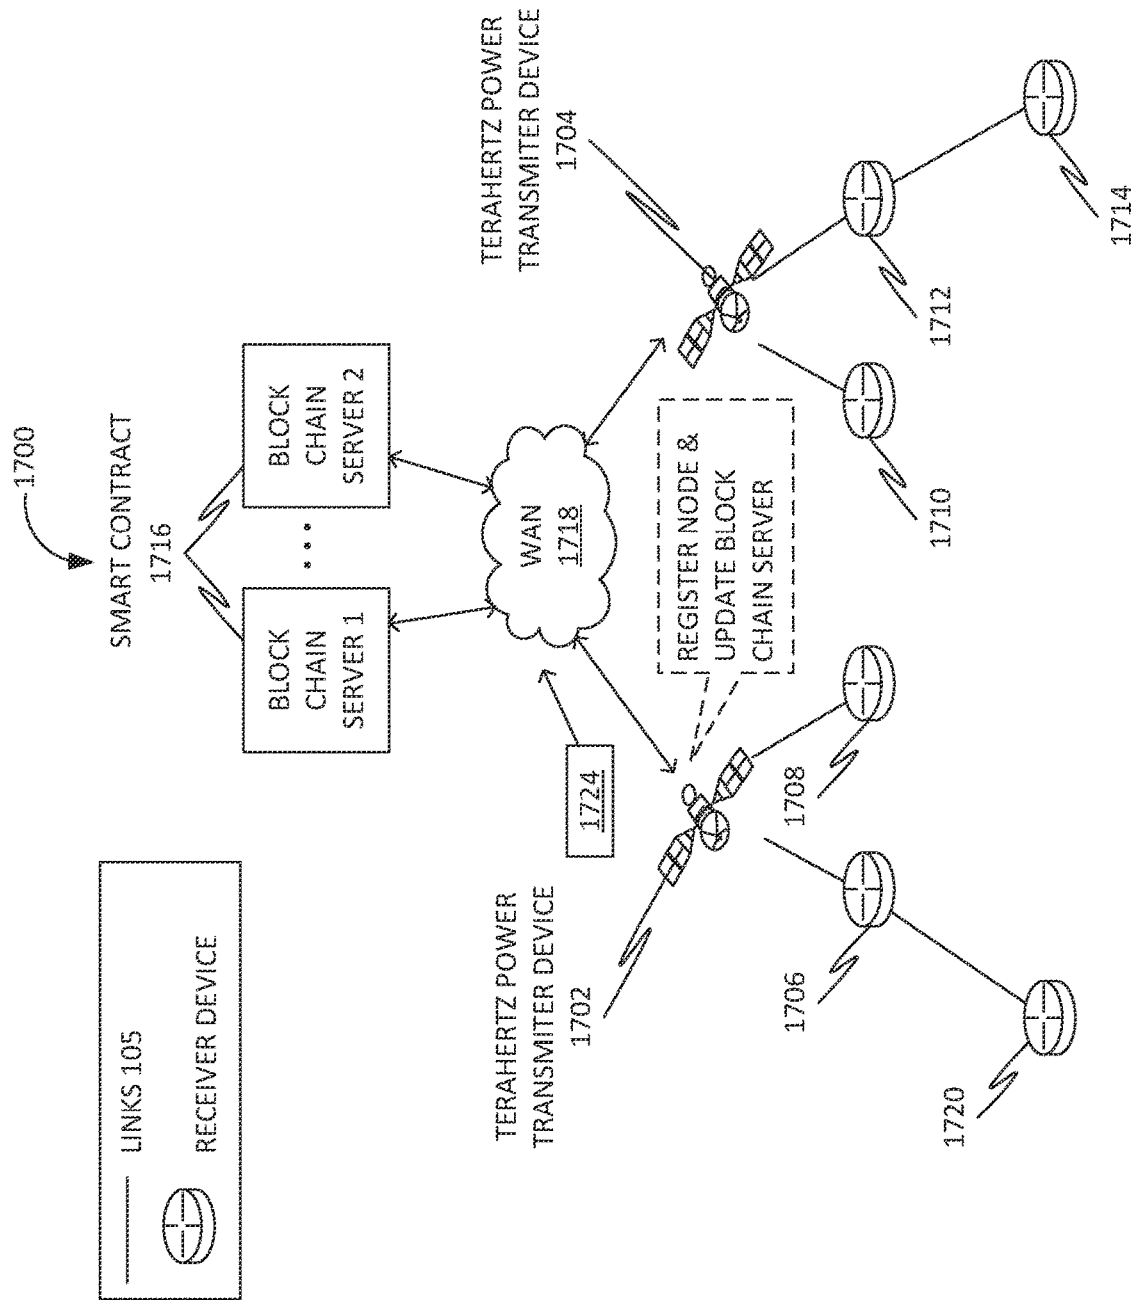 1700
LINKS 105
RECEIVER DEVICE
SMART CONTRACT
1716
BLOCK
CHAIN
SERVER 1
BLOCK
CHAIN
SERVER 2
WAN
1718
1724
TERAHERTZ POWER
TRANSMITER DEVICE
1702
TERAHERTZ POWER
TRANSMITER DEVICE
1704
REGISTER NODE &
UPDATE BLOCK
CHAIN SERVER
1720
1706
1708
1710
1712
1714